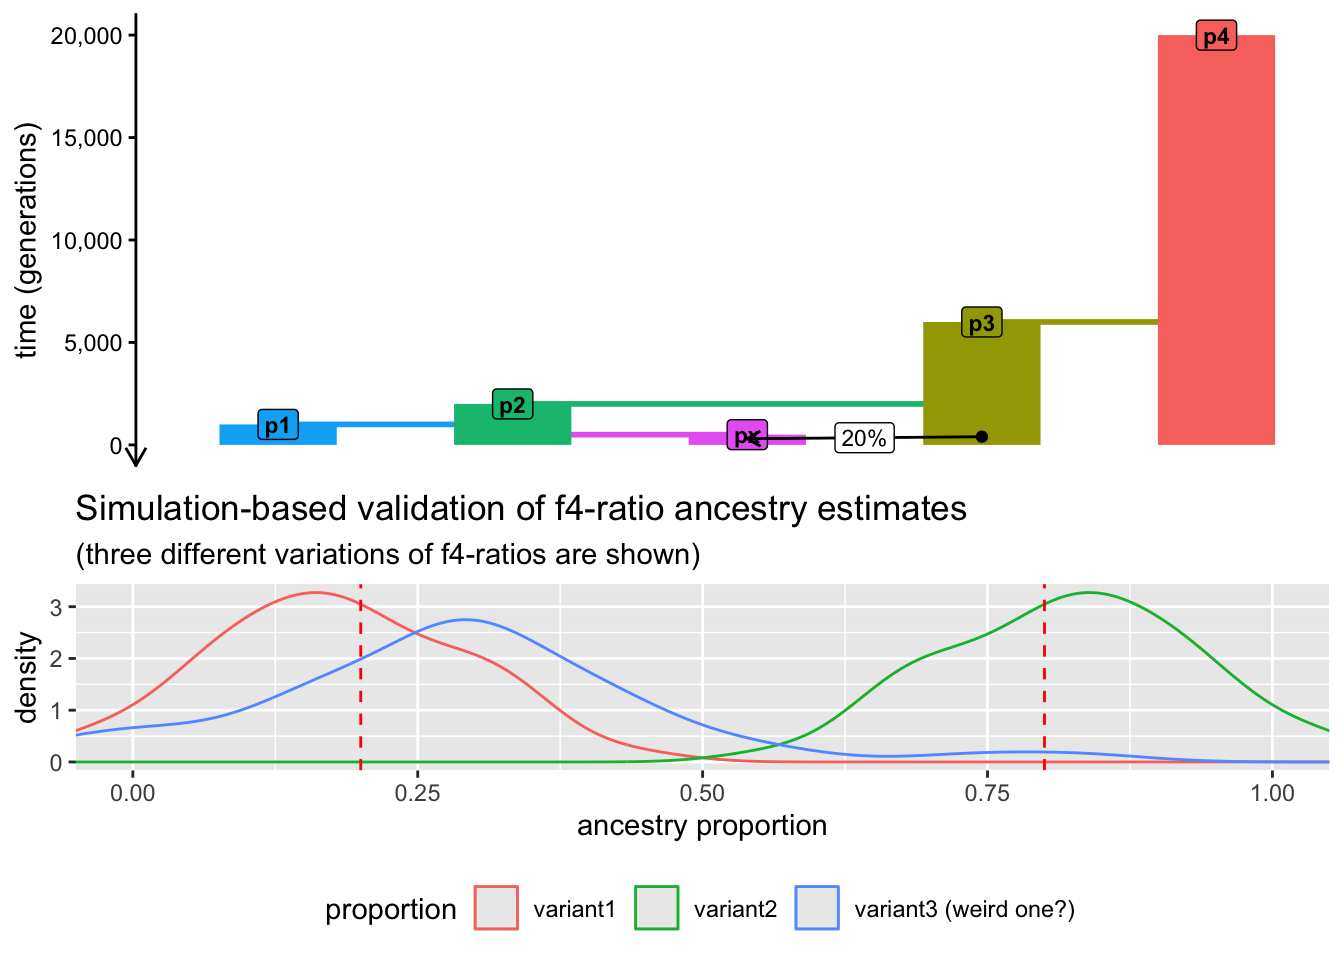 20,000
15,000
10,000
5,000
0
time (generations)
p4
p3
p2
p1
px
20%
Simulation-based validation of f4-ratio ancestry estimates
(three different variations of f4-ratios are shown)
3
2
1
0
density
0.00 0.25 0.50 0.75 1.00
ancestry proportion
proportion variant1 variant2 variant3 (weird one?)